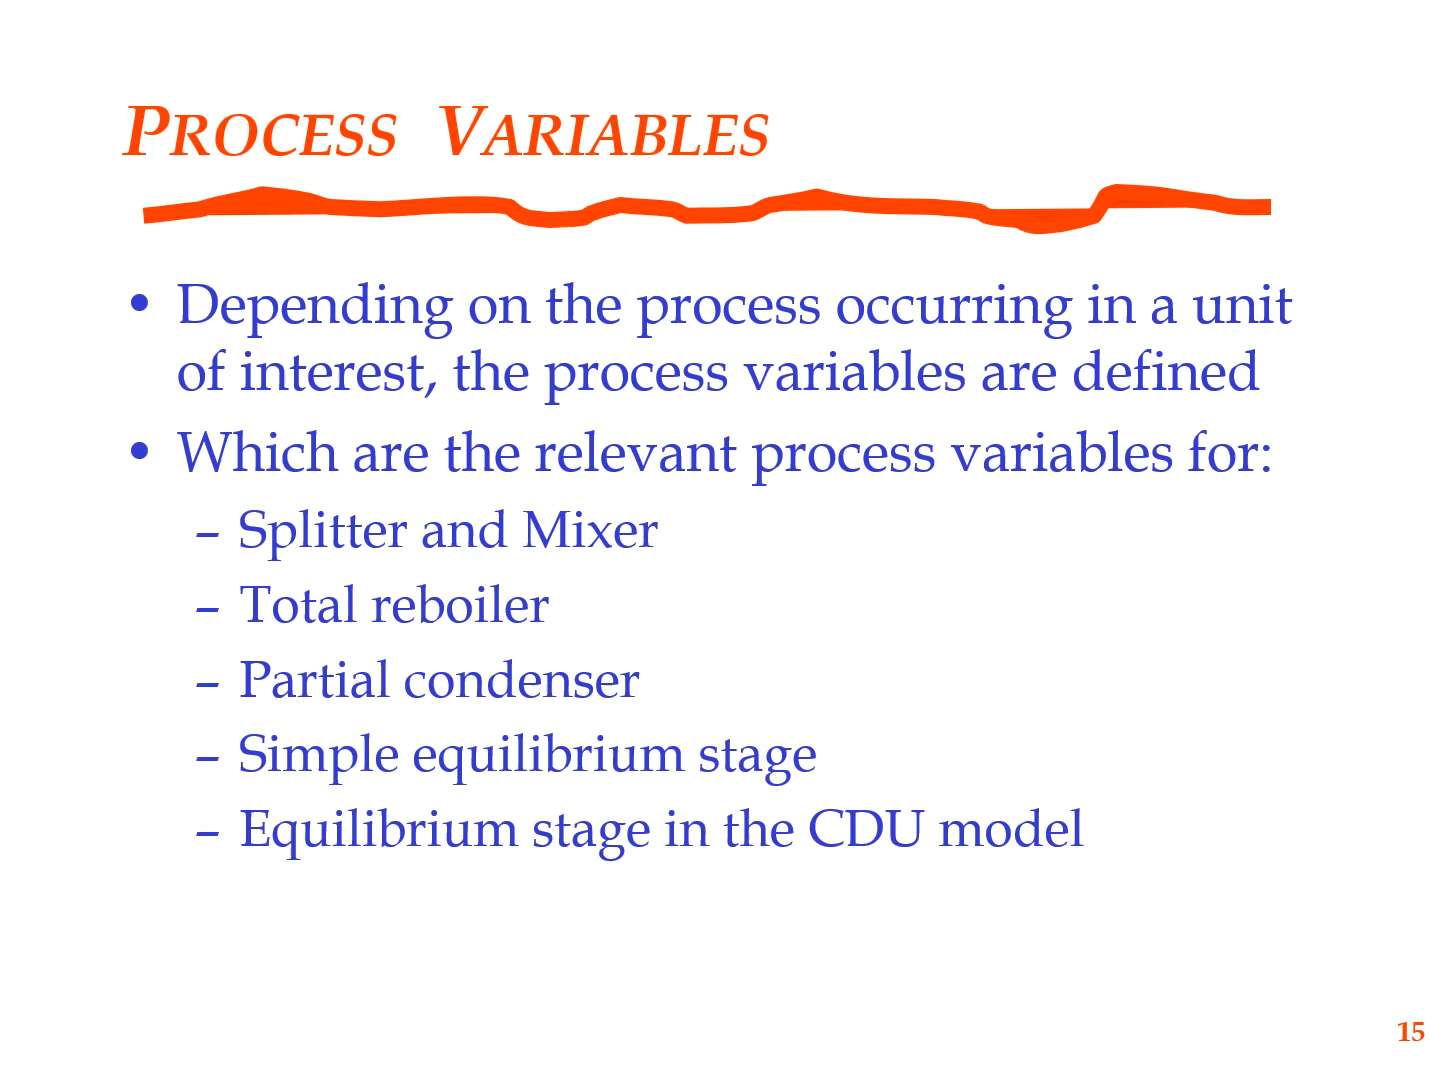 PROCESS VARIABLES
• Depending on the process occurring in a unit
of interest, the process variables are defined
• Which are the relevant process variables for:
– Splitter and Mixer
– Total reboiler
– Partial condenser
– Simple equilibrium stage
– Equilibrium stage in the CDU model
15